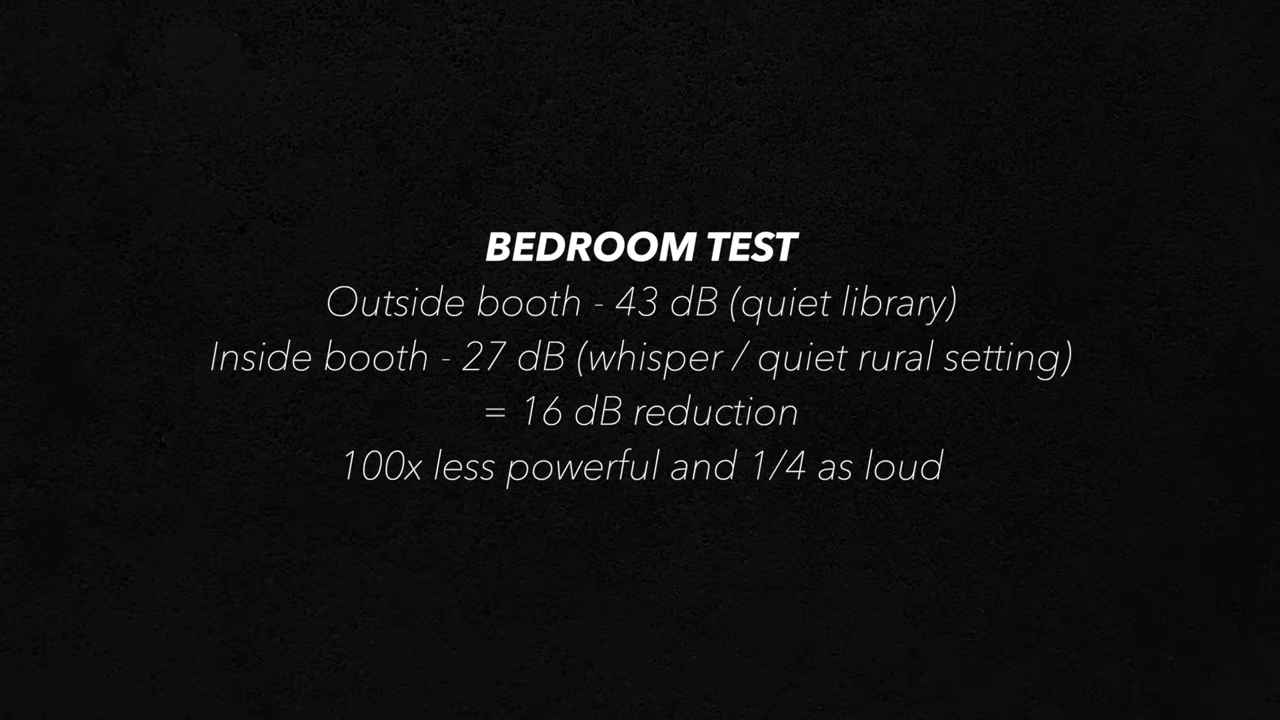 BEDROOM TEST
Outside booth - 43 dB (quiet library)
Inside booth - 27 dB (whisper / quiet rural setting)
= 16 dB reduction
100x less powerful and 1/4 as loud